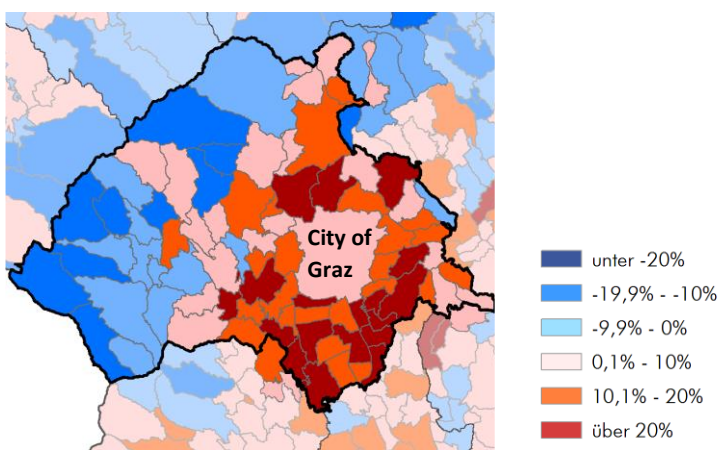 City of
Graz
unter -20%
-19,9% - -10%
-9,9% - 0%
0,1% - 10%
10,1% - 20%
über 20%